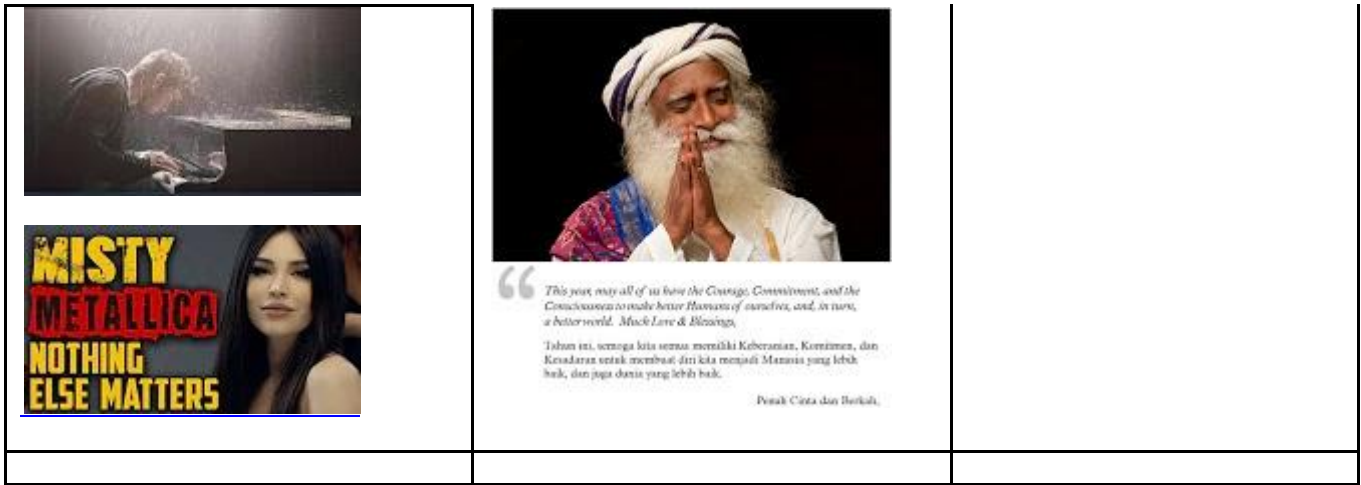 MISTY
METALLICA
NOTHING
ELSE MATTERS
“
This year, may all of us have the Courage, Commitment, and the
Consciousness to make better Humans of ourselves, and, in turn,
a better world. Much Love & Blessings,
Tahun ini, semoga kita semua memiliki Keberanian, Komitmen, dan
Kesadaran untuk membuat diri kita menjadi Manusia yang lebih
baik, dan juga dunia yang lebih baik.
Penuh Cinta dan Berkah,